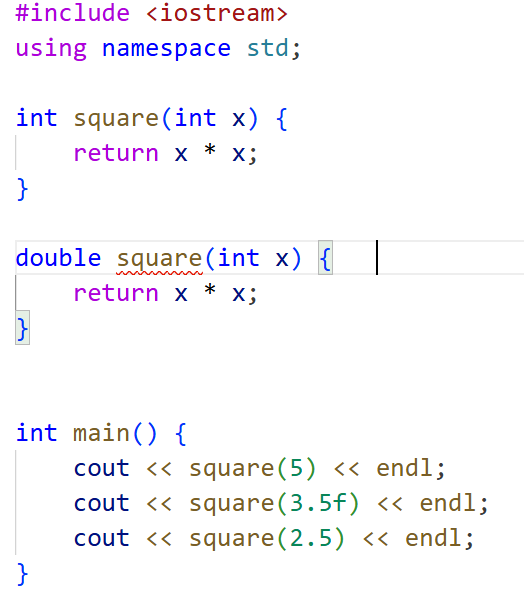 #include <iostream>
using namespace std;
int square(int x) {
    return x * x;
}
double square(int x) {
    return x * x;
}
int main() {
    cout << square(5) << endl;
    cout << square(3.5f) << endl;
    cout << square(2.5) << endl;
}